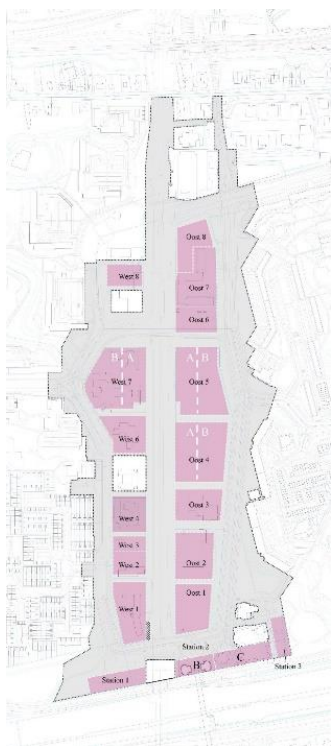 Oost 8
West 8
Oost 7
Oost 6
B A
A B
West 7
Oost 5
A B
West 6
Oost 4
Oost 3
West 4
West 3
West 2
Oost 2
West 1
Oost 1
Station 2
C
H
Station 3
Station 1